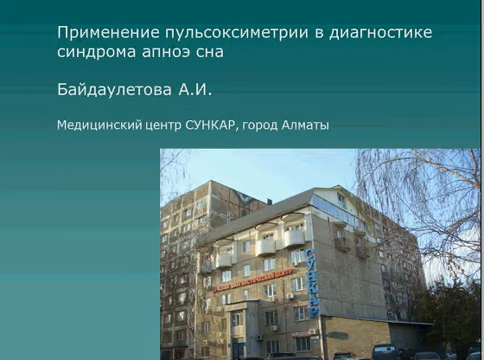 Применение пульсоксиметрии в диагностике
синдрома апноэ сна
Байдаулетова А.И.
Медицинский центр СУНКАР, город Алматы
СУНКАР